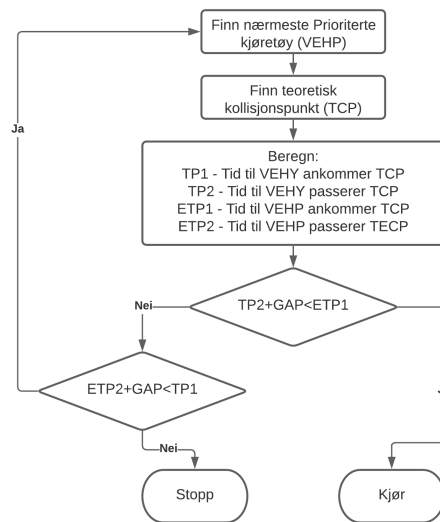 Finn nærmeste Prioriterte
kjøretøy (VEHP)
Finn teoretisk
kollisjonspunkt (TCP)
Ja
Beregn:
TP1 - Tid til VEHY ankommer TCP
TP2 - Tid til VEHY passerer TCP
ETP1 - Tid til VEHP ankommer TCP
ETP2 - Tid til VEHP passerer TECP
TP2+GAP<ETP1
Nei
ETP2+GAP<TP1
Nei
Stopp
Kjør